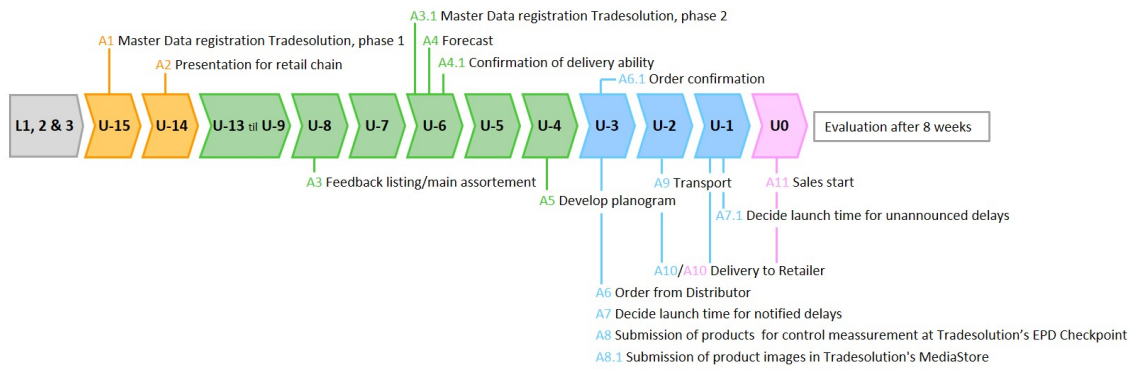 A3.1 Master Data registration Tradesolution, phase 2
A1 Master Data registration Tradesolution, phase 1
A4 Forecast
A2 Presentation for retail chain
A4.1 Confirmation of delivery ability
A6.1 Order confirmation
L1, 2 & 3
U-15
U-14
U-13 til U-9
U-8
U-7
U-6
U-5
U-4
U-3
U-2
U-1
U0
Evaluation after 8 weeks
A3 Feedback listing/main assortement
A9 Transport
A11 Sales start
A5 Develop planogram
A7.1 Decide launch time for unannounced delays
A10/A10 Delivery to Retailer
A6 Order from Distributor
A7 Decide launch time for notified delays
A8 Submission of products for control meassurement at Tradesolution’s EPD Checkpoint
A8.1 Submission of product images in Tradesolution's MediaStore